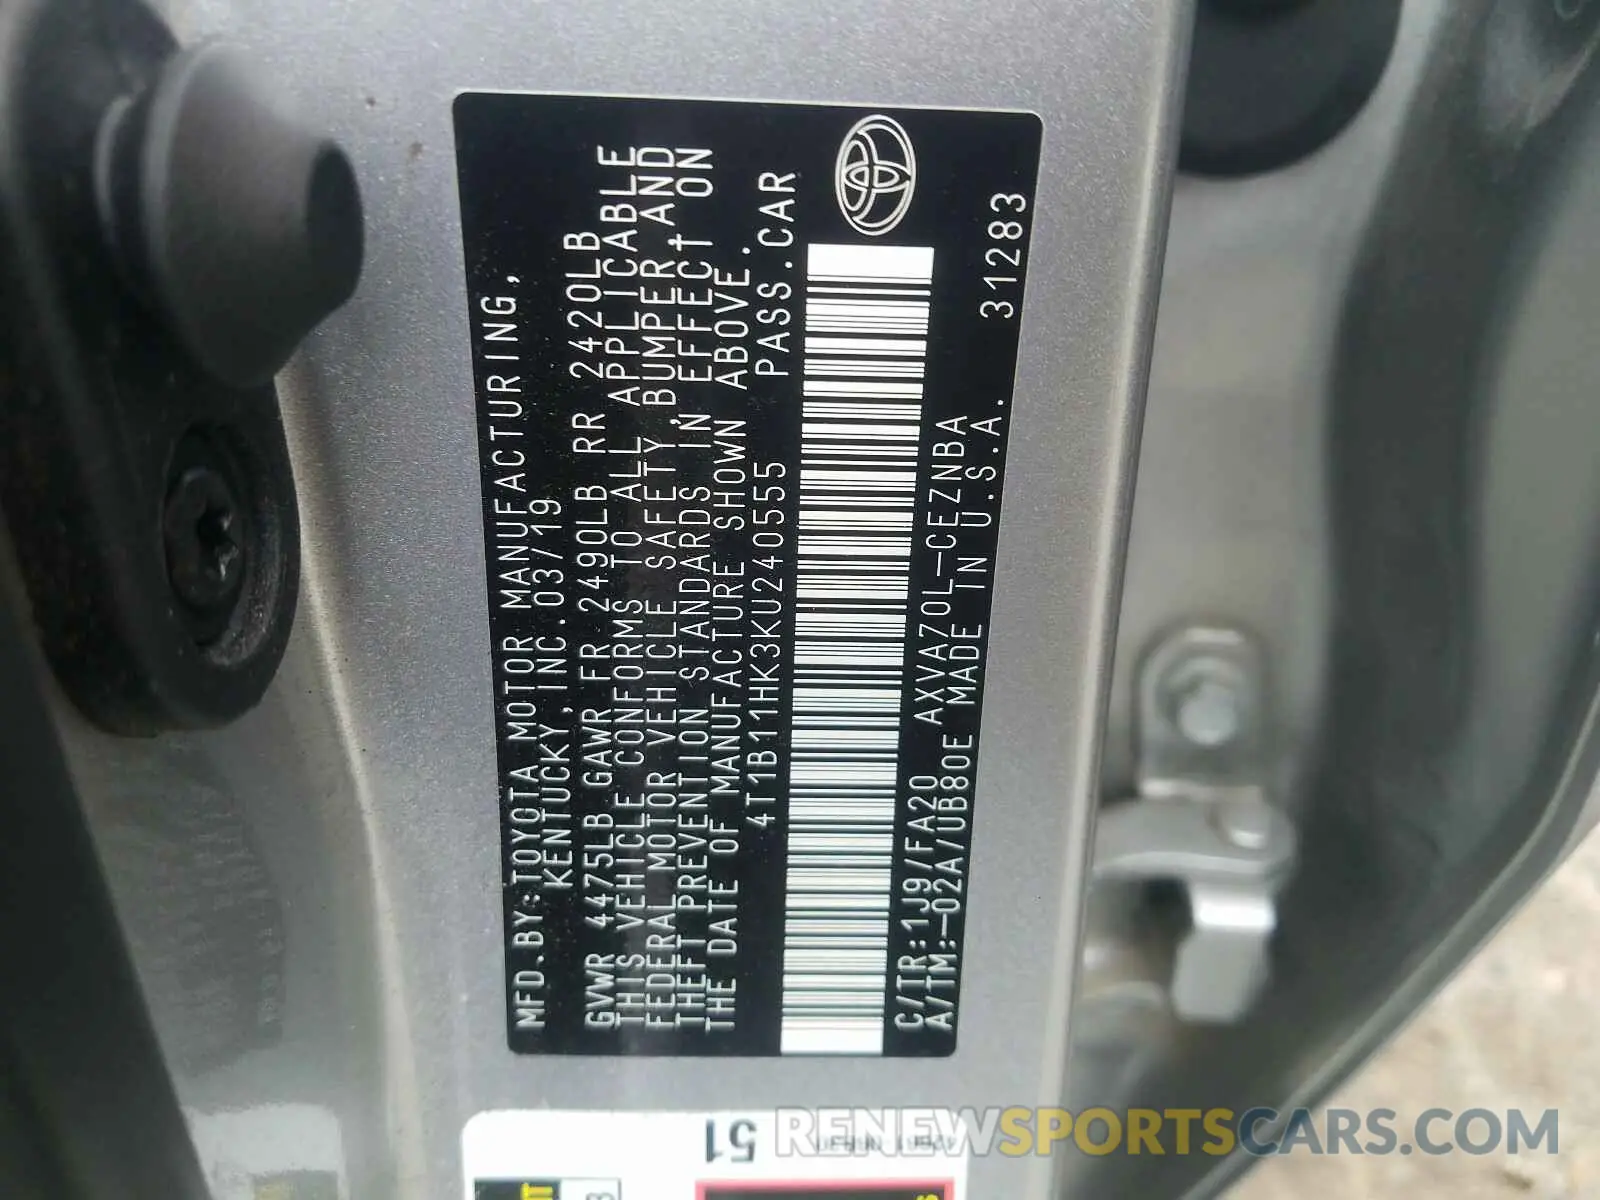 MFD.BY:TOYOTA MOTOR MANUFACTURING,
KENTUCKY,INC.03/19
GVWR 4475LB GAWR FR 2490LB RR 2420LB
THIS VEHICLE CONFORMS TO ALL APPLICABLE
FEDERAL MOTOR VEHICLE SAFETY,BUMPER,AND
THEFT PREVENTION STANDARDS IN EFFECT ON
THE DATE OF MANUFACTURE SHOWN ABOVE.
4T1B11HK3KU240555 PASS.CAR
C/TR:1J9/FA20 AXVA70L-CEZNBA
A/TM:-02A/UB80E MADE IN U.S.A. 31283
51
RENEWSPORTSCARS.COM